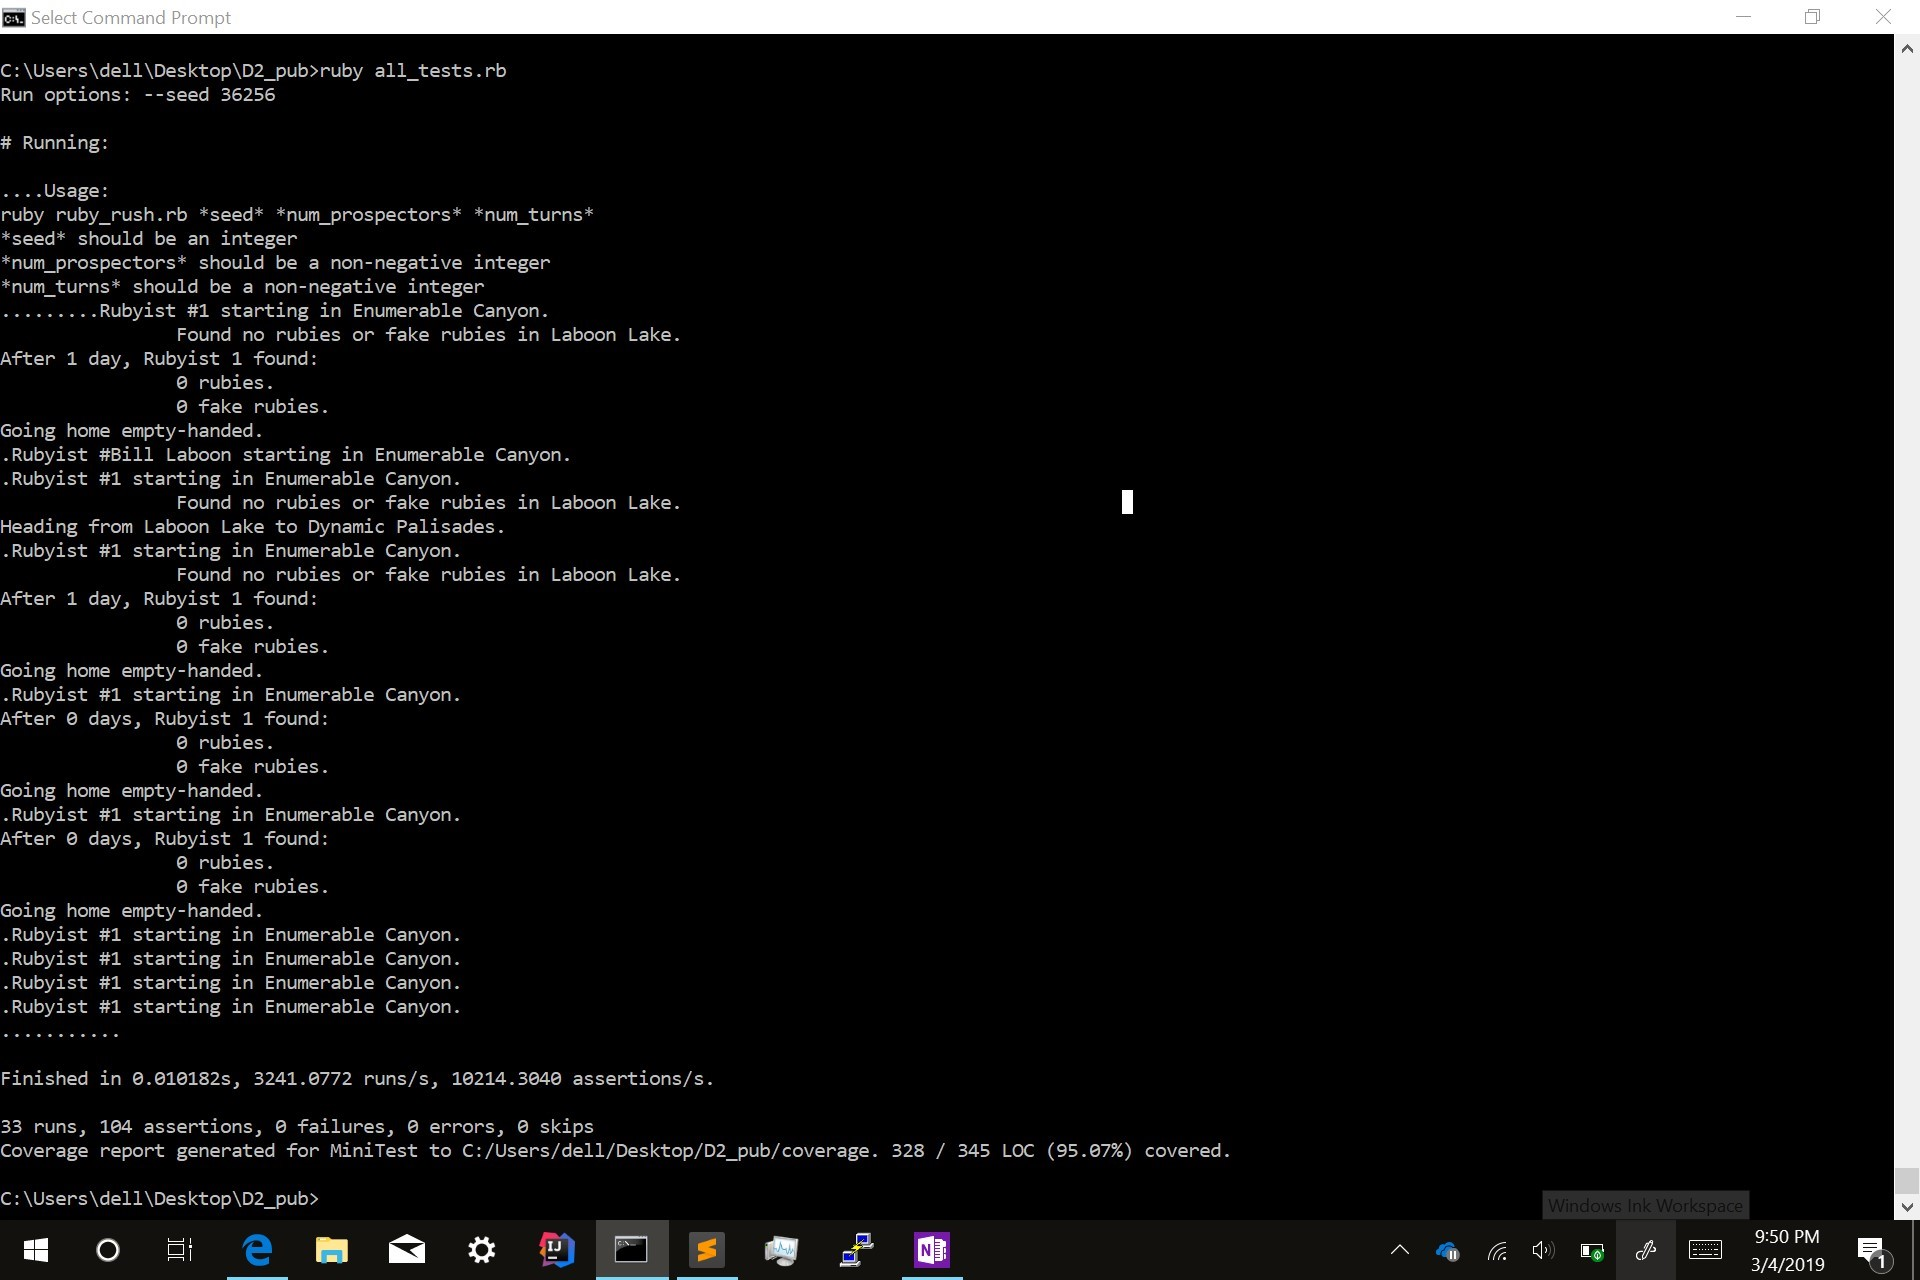 Select Command Prompt
C:\Users\dell\Desktop\D2_pub>ruby all_tests.rb
Run options: --seed 36256
# Running:
....Usage:
ruby ruby_rush.rb *seed* *num_prospectors* *num_turns*
*seed* should be an integer
*num_prospectors* should be a non-negative integer
*num_turns* should be a non-negative integer
.........Rubyist #1 starting in Enumerable Canyon.
Found no rubies or fake rubies in Laboon Lake.
After 1 day, Rubyist 1 found:
0 rubies.
0 fake rubies.
Going home empty-handed.
.Rubyist #Bill Laboon starting in Enumerable Canyon.
.Rubyist #1 starting in Enumerable Canyon.
Found no rubies or fake rubies in Laboon Lake.
Heading from Laboon Lake to Dynamic Palisades.
.Rubyist #1 starting in Enumerable Canyon.
Found no rubies or fake rubies in Laboon Lake.
After 1 day, Rubyist 1 found:
0 rubies.
0 fake rubies.
Going home empty-handed.
.Rubyist #1 starting in Enumerable Canyon.
After 0 days, Rubyist 1 found:
0 rubies.
0 fake rubies.
Going home empty-handed.
.Rubyist #1 starting in Enumerable Canyon.
After 0 days, Rubyist 1 found:
0 rubies.
0 fake rubies.
Going home empty-handed.
.Rubyist #1 starting in Enumerable Canyon.
.Rubyist #1 starting in Enumerable Canyon.
.Rubyist #1 starting in Enumerable Canyon.
.Rubyist #1 starting in Enumerable Canyon.
...........
Finished in 0.010182s, 3241.0772 runs/s, 10214.3040 assertions/s.
33 runs, 104 assertions, 0 failures, 0 errors, 0 skips
Coverage report generated for MiniTest to C:/Users/dell/Desktop/D2_pub/coverage. 328 / 345 LOC (95.07%) covered.
C:\Users\dell\Desktop\D2_pub>
Windows Ink Workspace
9:50 PM
3/4/2019
1